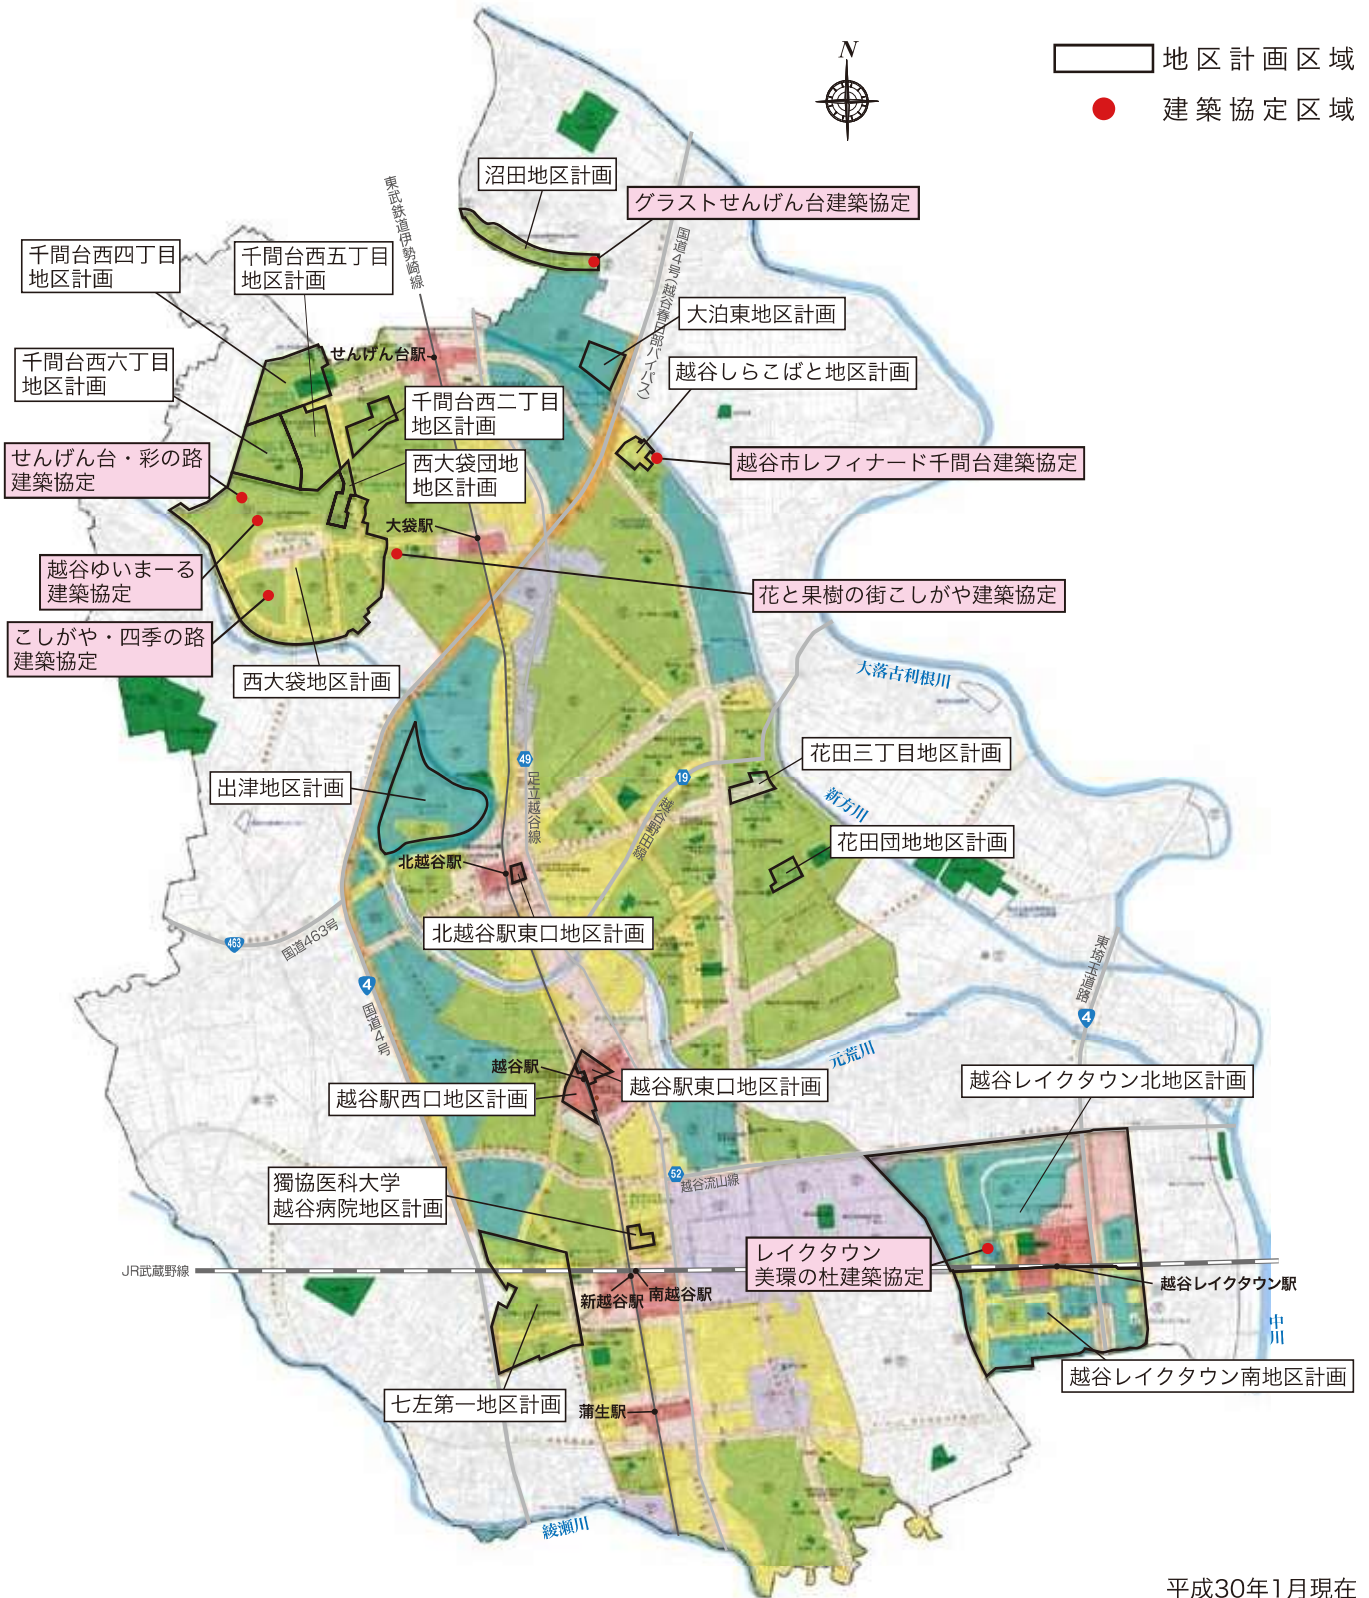 N
地区計画区域
建築協定区域
沼田地区計画
グラストせんげん台建築協定
東武鉄道伊勢崎線
国道4号(越谷春日部バイパス)
千間台西四丁目
地区計画
千間台西五丁目
地区計画
大泊東地区計画
せんげん台駅
千間台西六丁目
地区計画
越谷しらこばと地区計画
千間台西二丁目
地区計画
せんげん台・彩の路
建築協定
西大袋団地
地区計画
越谷市レフィナード千間台建築協定
大袋駅
越谷ゆいまーる
建築協定
花と果樹の街こしがや建築協定
こしがや・四季の路
建築協定
西大袋地区計画
大落古利根川
花田三丁目地区計画
49
足立越谷線
19
越谷野田線
出津地区計画
新方川
花田団地地区計画
北越谷駅
北越谷駅東口地区計画
463
国道463号
4
国道4号
東埼玉道路
4
元荒川
越谷駅
越谷駅西口地区計画
越谷駅東口地区計画
越谷レイクタウン北地区計画
52
越谷流山線
獨協医科大学
越谷病院地区計画
レイクタウン
美環の杜建築協定
JR武蔵野線
新越谷駅
南越谷駅
越谷レイクタウン駅
中川
越谷レイクタウン南地区計画
七左第一地区計画
蒲生駅
綾瀬川
平成30年1月現在